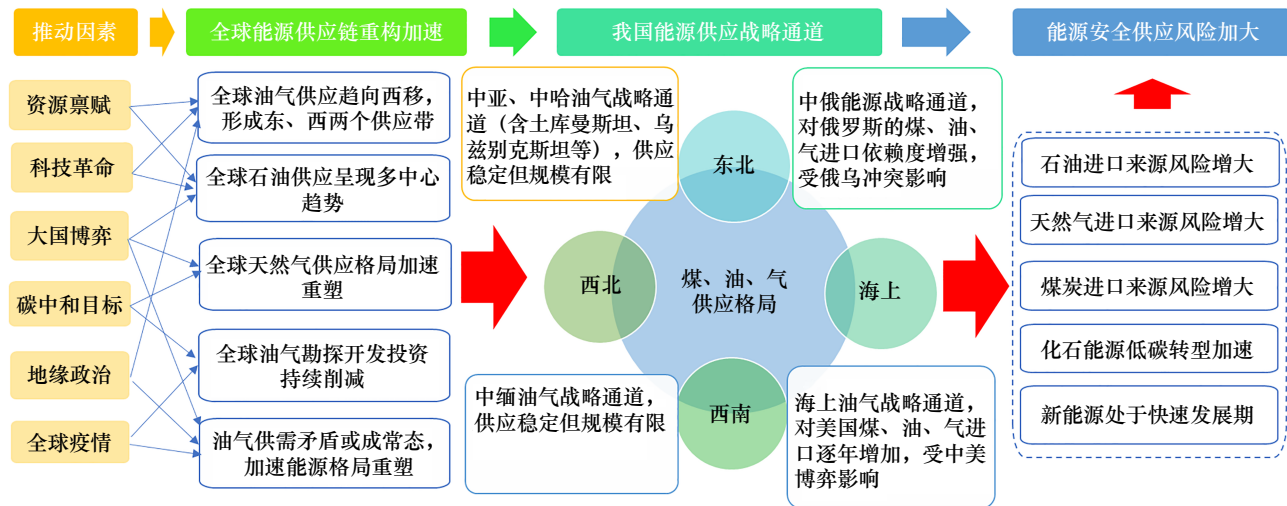 推动因素
全球能源供应链重构加速
我国能源供应战略通道
能源安全供应风险加大
资源禀赋
科技革命
大国博弈
碳中和目标
地缘政治
全球疫情
全球油气供应趋向西移，
形成东、西两个供应带
全球石油供应呈现多中心
趋势
全球天然气供应格局加速
重塑
全球油气勘探开发投资
持续削减
油气供需矛盾或成常态，
加速能源格局重塑
中亚、中哈油气战略通
道（含土库曼斯坦、乌
兹别克斯坦等），供应
稳定但规模有限
中俄能源战略通道，
对俄罗斯的煤、油、
气进口依赖度增强，
受俄乌冲突影响
东北
西北
煤、油、气
供应格局
海上
西南
中缅油气战略通道，
供应稳定但规模有限
海上油气战略通道，
对美国煤、油、气进
口逐年增加，受中美
博弈影响
石油进口来源风险增大
天然气进口来源风险增大
煤炭进口来源风险增大
化石能源低碳转型加速
新能源处于快速发展期